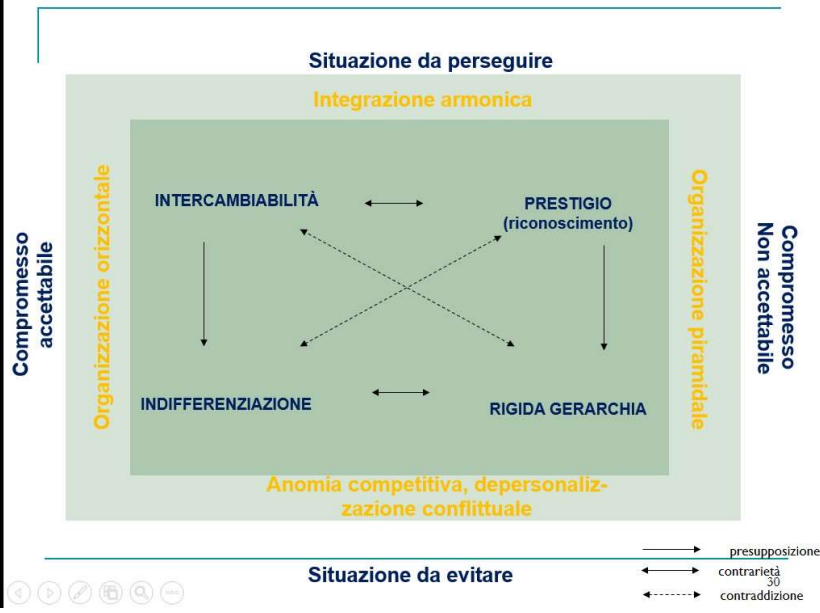 Situazione da perseguire
Integrazione armonica
Compromesso
accettabile
Organizzazione orizzontale
INTERCAMBIABILITÀ
PRESTIGIO
(riconoscimento)
INDIFFERENZIAZIONE
RIGIDA GERARCHIA
Organizzazione piramidale
Compromesso
Non accettabile
Anomia competitiva, depersonaliz-
zazione conflittuale
Situazione da evitare
presupposizione
contrarietà
30
contraddizione